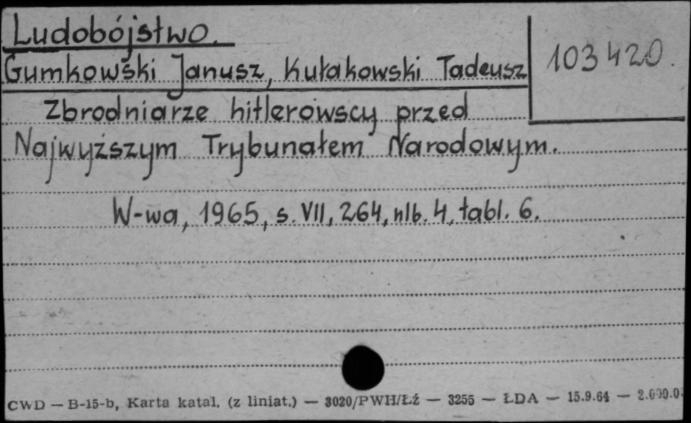 Ludobójstwo.
103420.
Gumkowski Janusz, Kułakowski Tadeusz
Zbrodniarze hitlerowscy przed
Najwyższym Trybunałem Narodowym.
W-wa, 1965, s. VII, 264, nlb. 4, tabl. 6.
CWD — B-15-b, Karta katal. (z liniat.) — 3020/PWH/Łź — 3255 — ŁDA — 15.9.64